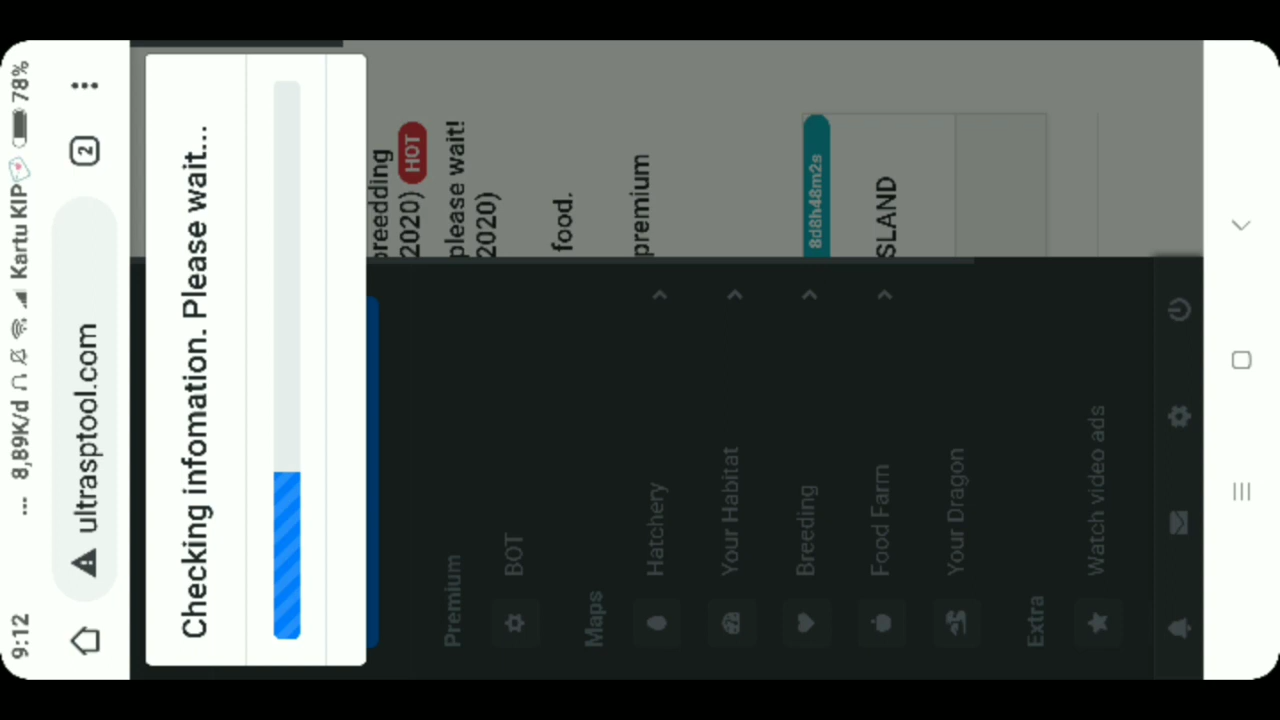 9:12 ... 8,89K/d Kartu KIP💌 78%
ultrasptool.com 2
Checking infomation. Please wait...
breedding
2020) HOT
please wait!
2020)
food.
premium
8d8h48m2s
SLAND
Premium
BOT
Maps
Hatchery
Your Habitat
Breeding
Food Farm
Your Dragon
Extra
Watch video ads